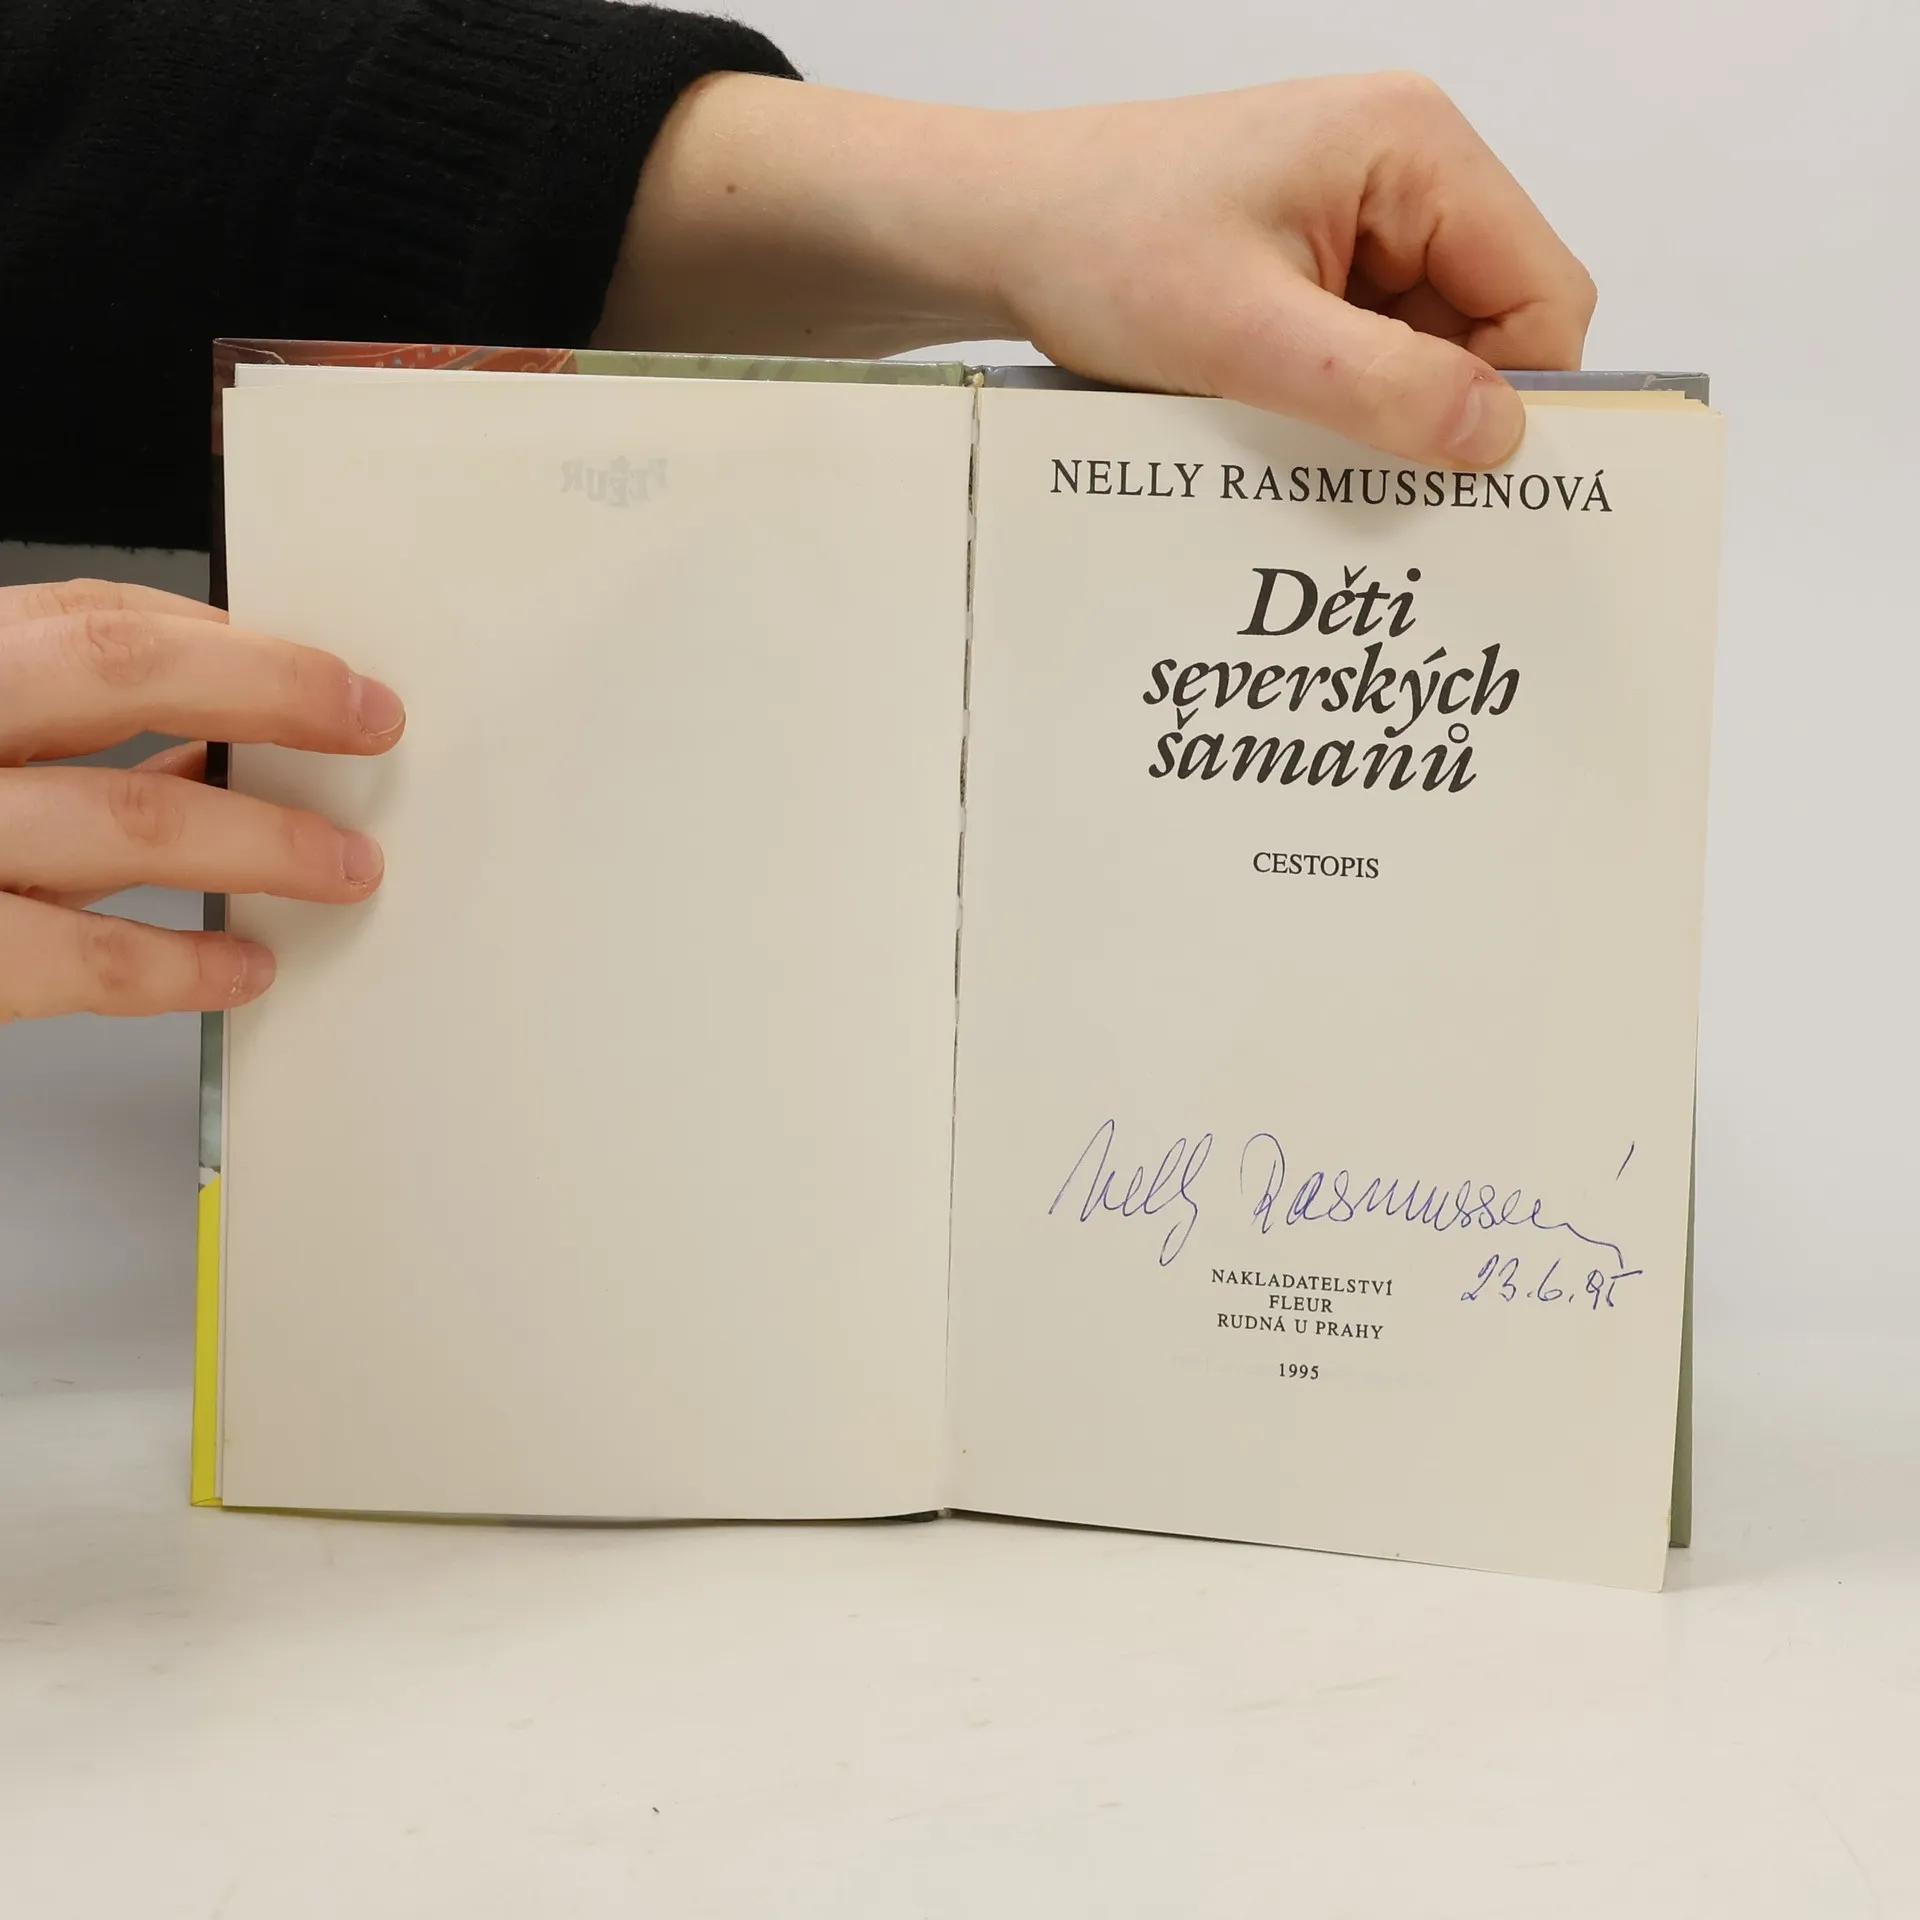 FLEUR
NELLY RASMUSSENOVÁ
Děti
severských
šamanů
CESTOPIS
Nelly Rasmussenová
23.6.95
NAKLADATELSTVÍ
FLEUR
RUDNÁ U PRAHY
1995